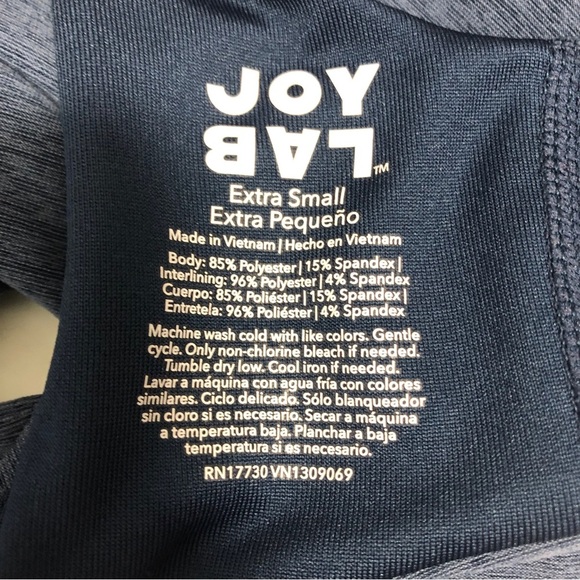 JOY
LAB™
Extra Small
Extra Pequeño
Made in Vietnam | Hecho en Vietnam
Body: 85% Polyester | 15% Spandex |
Interlining: 96% Polyester | 4% Spandex
Cuerpo: 85% Poliéster | 15% Spandex |
Entretela: 96% Poliéster | 4% Spandex
Machine wash cold with like colors. Gentle
cycle. Only non-chlorine bleach if needed.
Tumble dry low. Cool iron if needed.
Lavar a máquina con agua fría con colores
similares. Ciclo delicado. Sólo blanqueador
sin cloro si es necesario. Secar a máquina
a temperatura baja. Planchar a baja
temperatura si es necesario.
RN17730 VN1309069